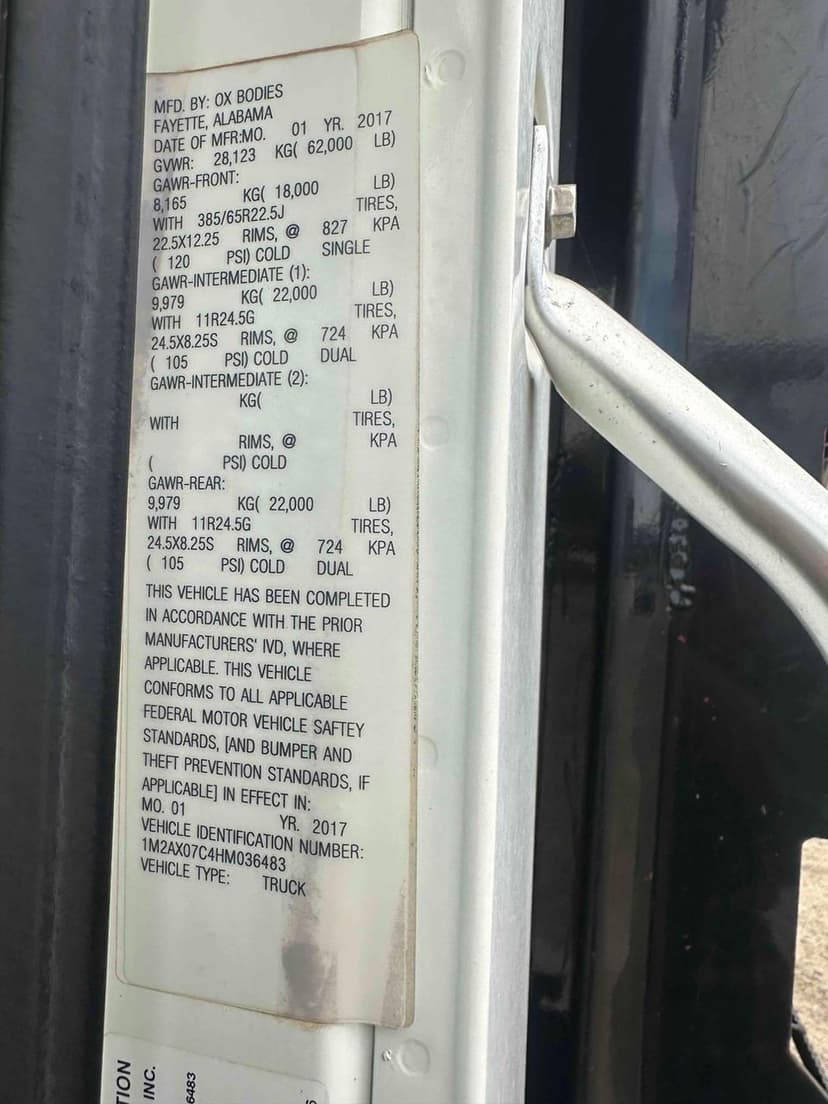 MFD. BY: OX BODIES
FAYETTE, ALABAMA
DATE OF MFR:MO. 01 YR. 2017
GVWR: 28,123 KG( 62,000 LB)
GAWR-FRONT:
8,165 KG( 18,000 LB)
WITH 385/65R22.5J TIRES,
22.5X12.25 RIMS, @ 827 KPA
( 120 PSI) COLD SINGLE
GAWR-INTERMEDIATE (1):
9,979 KG( 22,000 LB)
WITH 11R24.5G TIRES,
24.5X8.25S RIMS, @ 724 KPA
( 105 PSI) COLD DUAL
GAWR-INTERMEDIATE (2):
KG( LB)
WITH TIRES,
RIMS, @ KPA
( PSI) COLD
GAWR-REAR:
9,979 KG( 22,000 LB)
WITH 11R24.5G TIRES,
24.5X8.25S RIMS, @ 724 KPA
( 105 PSI) COLD DUAL
THIS VEHICLE HAS BEEN COMPLETED
IN ACCORDANCE WITH THE PRIOR
MANUFACTURERS' IVD, WHERE
APPLICABLE. THIS VEHICLE
CONFORMS TO ALL APPLICABLE
FEDERAL MOTOR VEHICLE SAFTEY
STANDARDS, [AND BUMPER AND
THEFT PREVENTION STANDARDS, IF
APPLICABLE] IN EFFECT IN:
MO. 01 YR. 2017
VEHICLE IDENTIFICATION NUMBER:
1M2AX07C4HM036483
VEHICLE TYPE: TRUCK
TION
INC.
6483